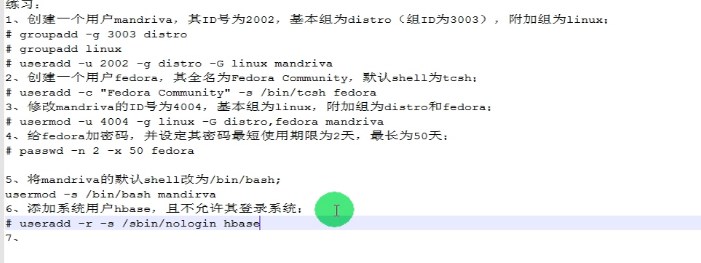 练习：
1、创建一个用户mandriva，其ID号为2002，基本组为distro（组ID为3003），附加组为linux；
# groupadd -g 3003 distro
# groupadd linux
# useradd -u 2002 -g distro -G linux mandriva
2、创建一个用户fedora，其全名为Fedora Community，默认shell为tcsh；
# useradd -c "Fedora Community" -s /bin/tcsh fedora
3、修改mandriva的ID号为4004，基本组为linux，附加组为distro和fedora；
# usermod -u 4004 -g linux -G distro,fedora mandriva
4、给fedora加密码，并设定其密码最短使用期限为2天，最长为50天；
# passwd -n 2 -x 50 fedora
5、将mandriva的默认shell改为/bin/bash;
usermod -s /bin/bash mandirva
6、添加系统用户hbase，且不允许其登录系统；
# useradd -r -s /sbin/nologin hbase
7、